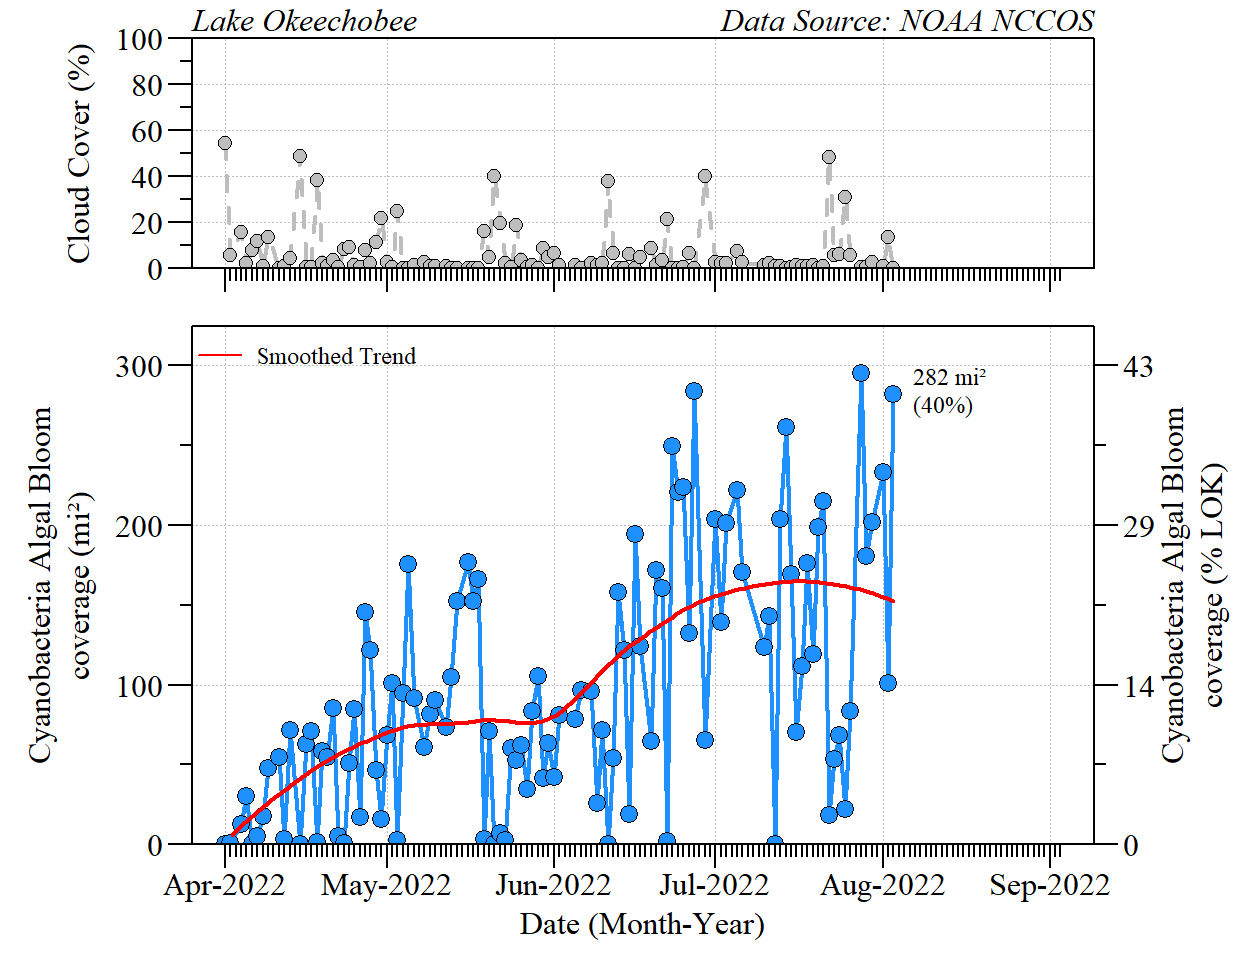 Lake Okeechobee
Data Source: NOAA NCCOS
Cloud Cover (%)
100
80
60
40
20
0
Smoothed Trend
282 mi²
(40%)
Cyanobacteria Algal Bloom
coverage (mi²)
300
200
100
0
43
29
14
0
Cyanobacteria Algal Bloom
coverage (% LOK)
Apr-2022
May-2022
Jun-2022
Jul-2022
Aug-2022
Sep-2022
Date (Month-Year)